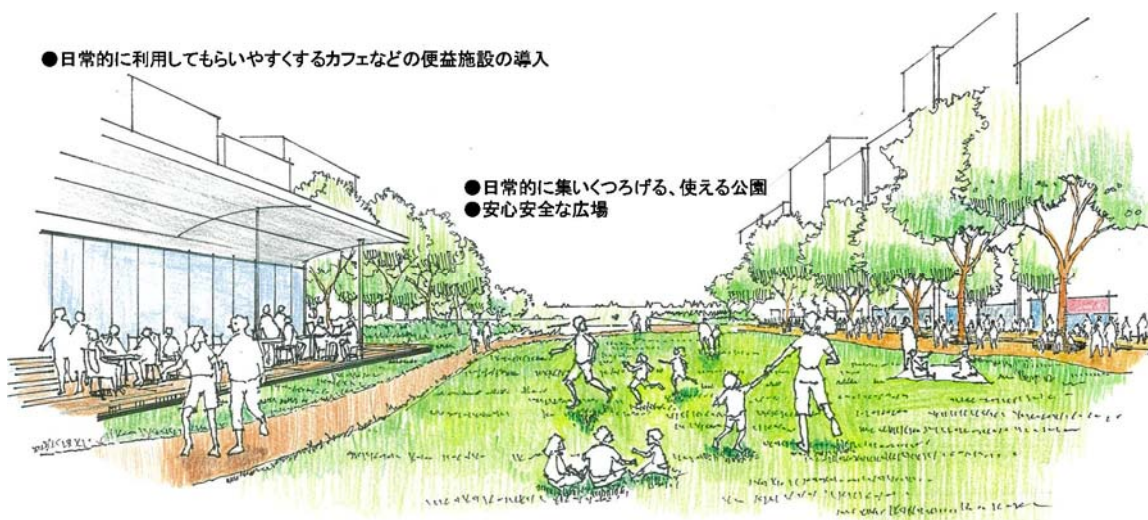 ●日常的に利用してもらいやすくするカフェなどの便益施設の導入
●日常的に集いくつろげる、使える公園
●安心安全な広場